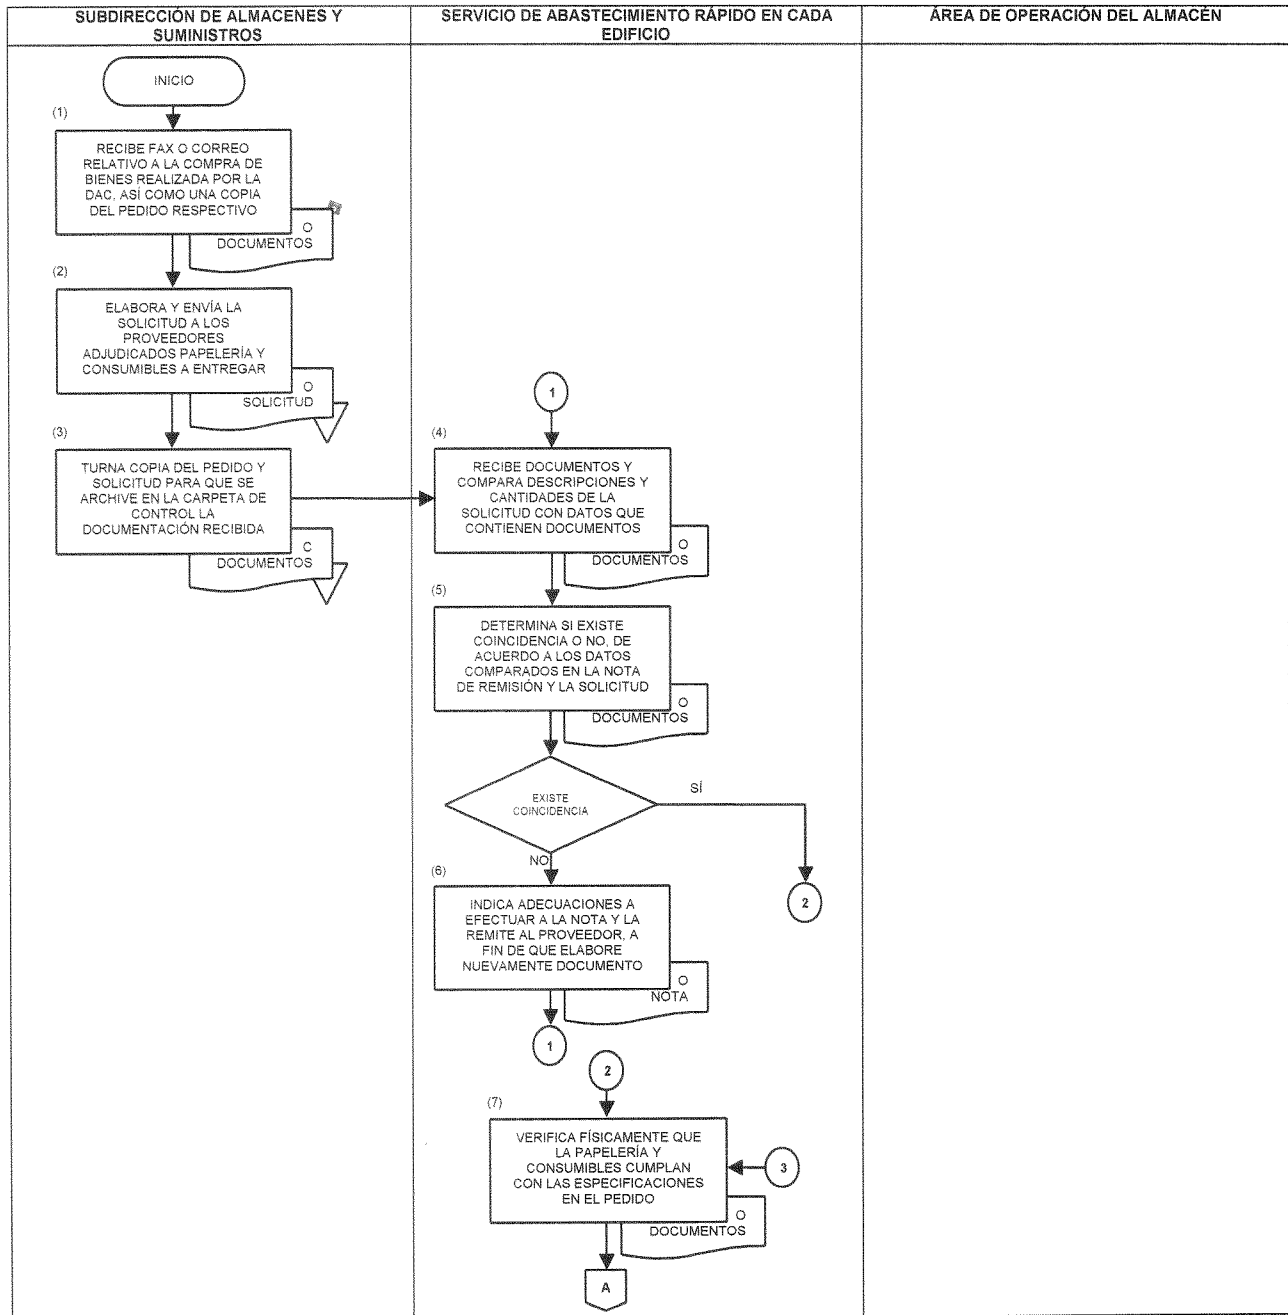 SUBDIRECCIÓN DE ALMACENES Y
SUMINISTROS
SERVICIO DE ABASTECIMIENTO RÁPIDO EN CADA
EDIFICIO
ÁREA DE OPERACIÓN DEL ALMACÉN
INICIO
(1)
RECIBE FAX O CORREO
RELATIVO A LA COMPRA DE
BIENES REALIZADA POR LA
DAC, ASÍ COMO UNA COPIA
DEL PEDIDO RESPECTIVO
O
DOCUMENTOS
(2)
ELABORA Y ENVÍA LA
SOLICITUD A LOS
PROVEEDORES
ADJUDICADOS PAPELERÍA Y
CONSUMIBLES A ENTREGAR
O
SOLICITUD
(3)
TURNA COPIA DEL PEDIDO Y
SOLICITUD PARA QUE SE
ARCHIVE EN LA CARPETA DE
CONTROL LA
DOCUMENTACIÓN RECIBIDA
C
DOCUMENTOS
1
(4)
RECIBE DOCUMENTOS Y
COMPARA DESCRIPCIONES Y
CANTIDADES DE LA
SOLICITUD CON DATOS QUE
CONTIENEN DOCUMENTOS
O
DOCUMENTOS
(5)
DETERMINA SI EXISTE
COINCIDENCIA O NO, DE
ACUERDO A LOS DATOS
COMPARADOS EN LA NOTA
DE REMISIÓN Y LA SOLICITUD
O
DOCUMENTOS
EXISTE
COINCIDENCIA
SÍ
2
NO
(6)
INDICA ADECUACIONES A
EFECTUAR A LA NOTA Y LA
REMITE AL PROVEEDOR, A
FIN DE QUE ELABORE
NUEVAMENTE DOCUMENTO
O
NOTA
1
2
(7)
VERIFICA FÍSICAMENTE QUE
LA PAPELERÍA Y
CONSUMIBLES CUMPLAN
CON LAS ESPECIFICACIONES
EN EL PEDIDO
3
O
DOCUMENTOS
A